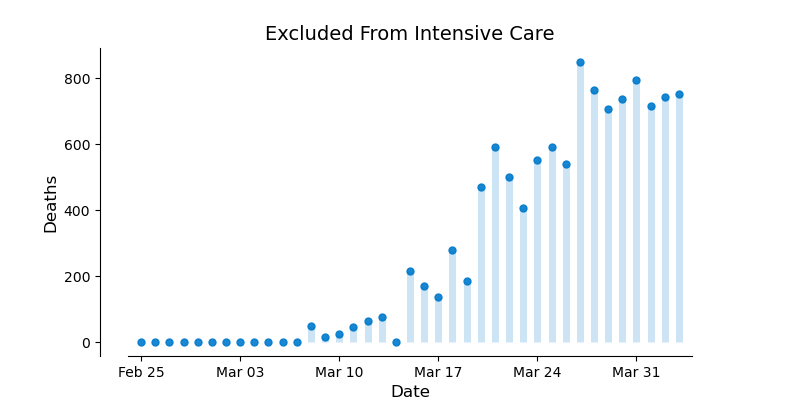 Excluded From Intensive Care
800
600
400
200
0
Deaths
Feb 25 Mar 03 Mar 10 Mar 17 Mar 24 Mar 31
Date